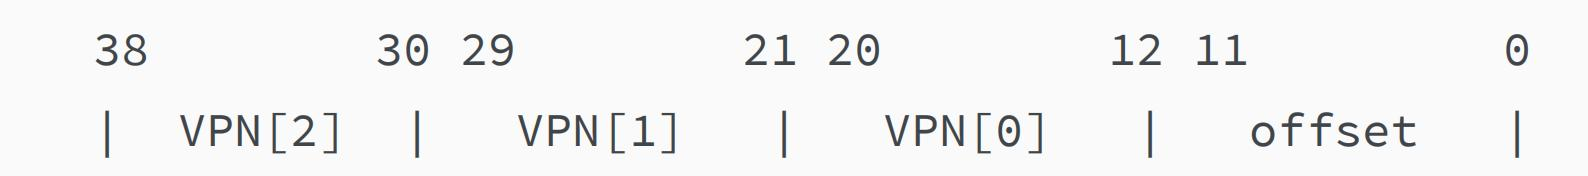 38 30 29 21 20 12 11 0
| VPN[2] | VPN[1] | VPN[0] | offset |